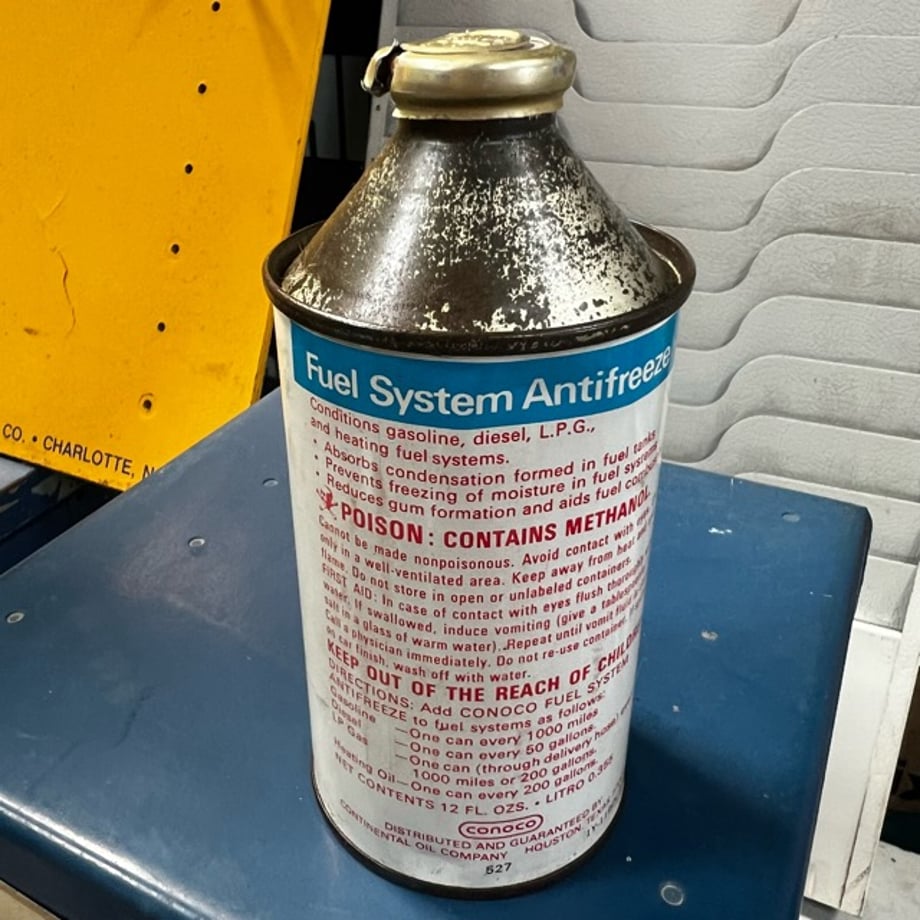 CO. • CHARLOTTE, N
Fuel System Antifreeze
Conditions gasoline, diesel, L.P.G.,
and heating fuel systems.
• Absorbs condensation formed in fuel tanks
• Prevents freezing of moisture in fuel systems
• Reduces gum formation and aids fuel
POISON: CONTAINS METHANOL.
Cannot be made nonpoisonous. Avoid contact with eyes
only in a well-ventilated area. Keep away from heat
flame. Do not store in open or unlabeled containers.
FIRST AID: In case of contact with eyes flush thoroughly
water. If swallowed, induce vomiting (give a tablespoon
salt in a glass of warm water). Repeat until vomit fluid
Call a physician immediately. Do not re-use container.
on car finish, wash off with water.
KEEP OUT OF THE REACH OF CHILD
DIRECTIONS: Add CONOCO FUEL SYSTEM
ANTIFREEZE to fuel systems as follows:
Gasoline —One can every 1000 miles
Diesel —One can every 50 gallons
LP Gas —One can (through delivery hose)
1000 miles or 200 gallons.
Heating Oil—One can every 200 gallons.
NET CONTENTS 12 FL. OZS. • LITRO 0.355
conoco
DISTRIBUTED AND GUARANTEED BY
CONTINENTAL OIL COMPANY HOUSTON, TEXAS
527